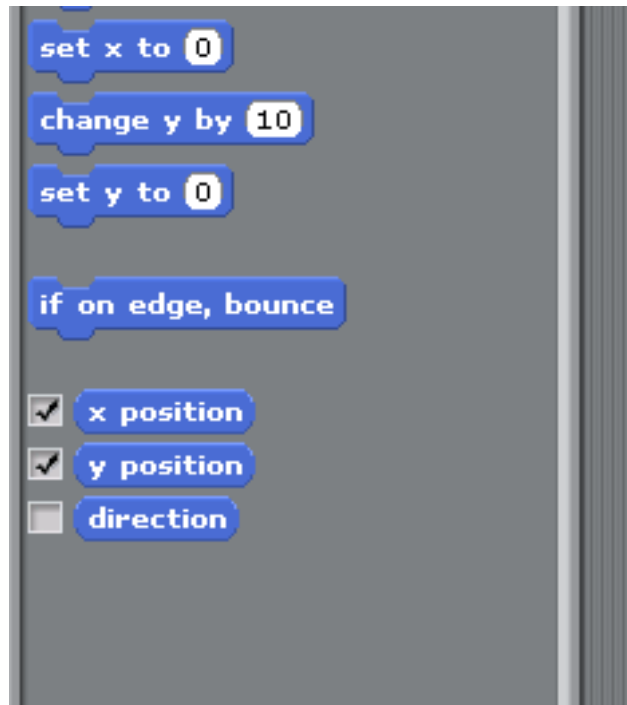 set x to 0
change y by 10
set y to 0
if on edge, bounce
x position
y position
direction